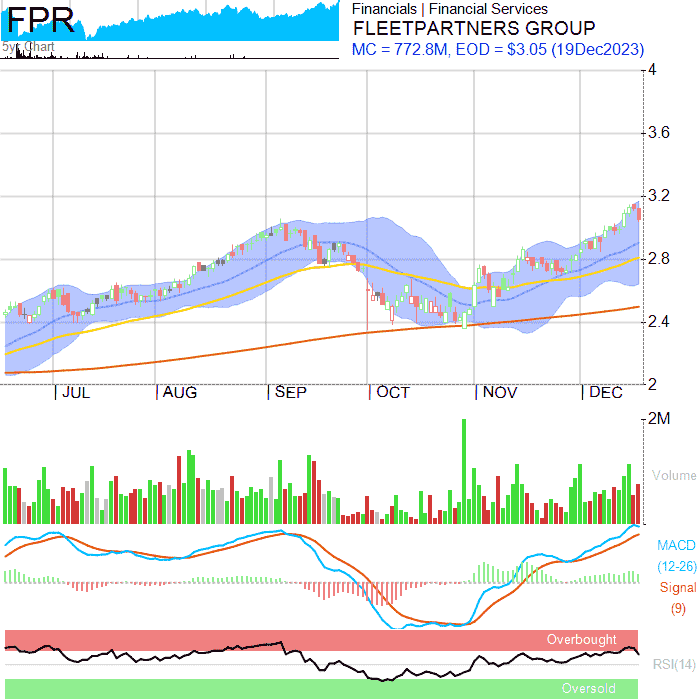 FPR
5yr Chart
Financials | Financial Services
FLEETPARTNERS GROUP
MC = 772.8M, EOD = $3.05 (19Dec2023)
4
3.6
3.2
2.8
2.4
2
JUL AUG SEP OCT NOV DEC
2M
Volume
MACD
(12-26)
Signal
(9)
Overbought
RSI(14)
Oversold